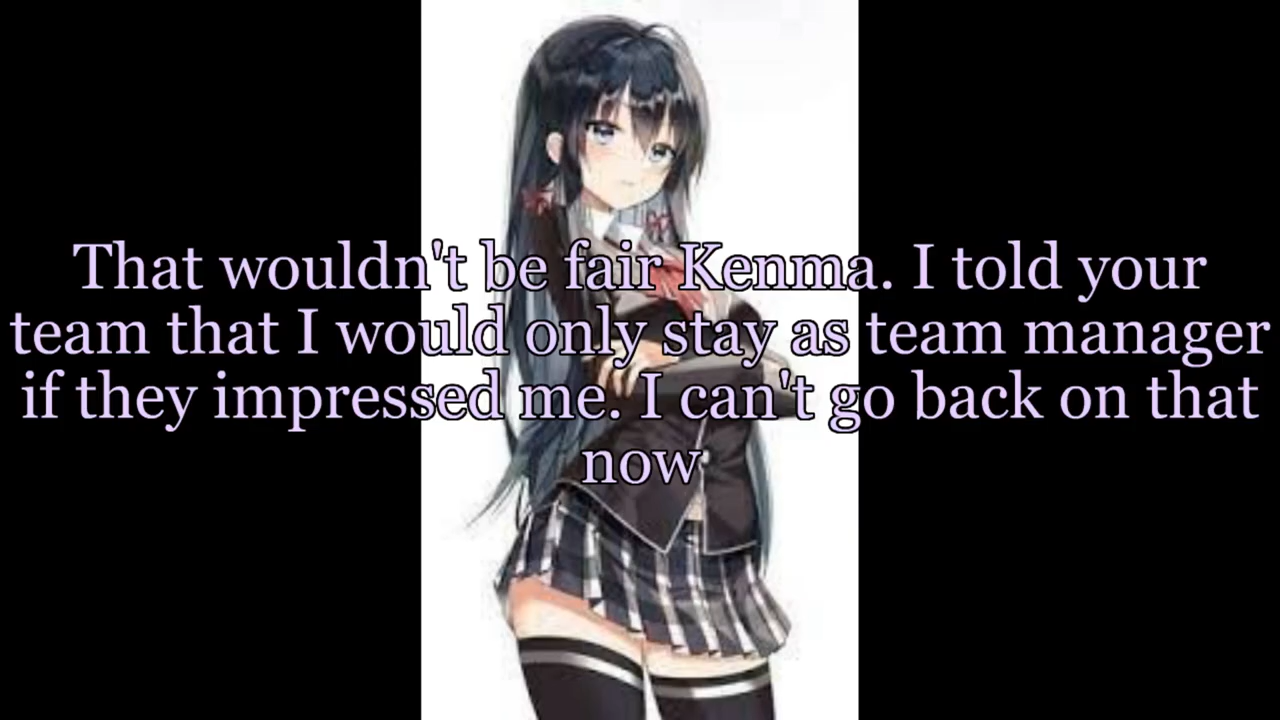 That wouldn't be fair Kenma. I told your
team that I would only stay as team manager
if they impressed me. I can't go back on that
now